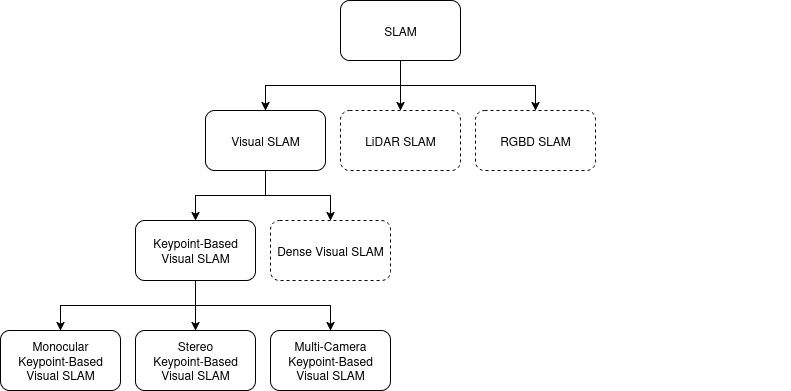 SLAM
Visual SLAM
LiDAR SLAM
RGBD SLAM
Keypoint-Based
Visual SLAM
Dense Visual SLAM
Monocular
Keypoint-Based
Visual SLAM
Stereo
Keypoint-Based
Visual SLAM
Multi-Camera
Keypoint-Based
Visual SLAM